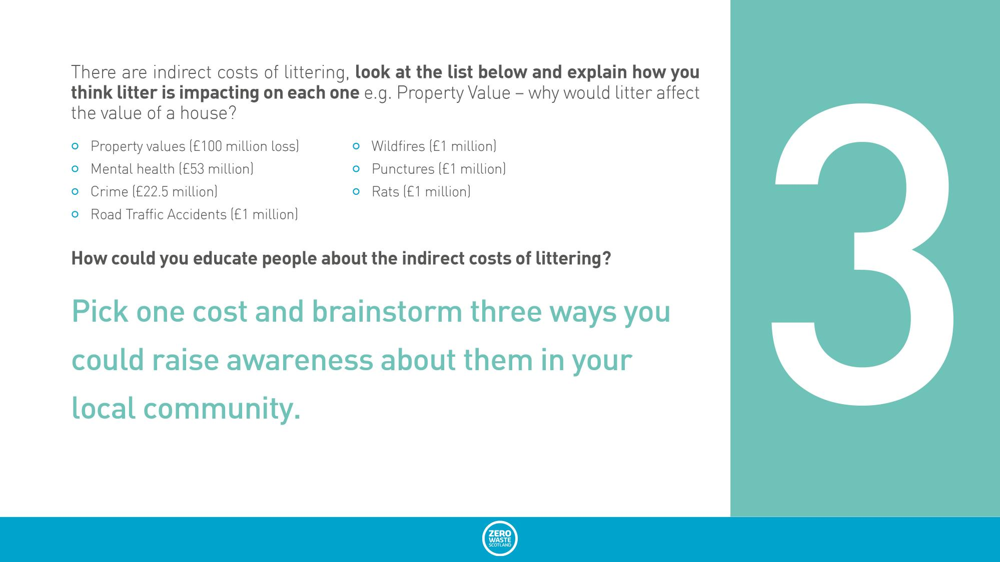 There are indirect costs of littering, look at the list below and explain how you
think litter is impacting on each one e.g. Property Value – why would litter affect
the value of a house?
Property values (£100 million loss)
Mental health (£53 million)
Crime (£22.5 million)
Road Traffic Accidents (£1 million)
Wildfires (£1 million)
Punctures (£1 million)
Rats (£1 million)
How could you educate people about the indirect costs of littering?
Pick one cost and brainstorm three ways you
could raise awareness about them in your
local community.
3
ZERO
WASTE
SCOTLAND